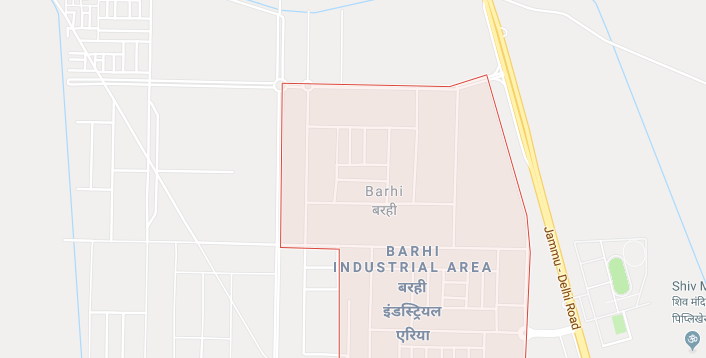 Barhi
बरही
BARHI
INDUSTRIAL AREA
बरही
इंडस्ट्रियल
एरिया
Jammu - Delhi Road
Shiv M
शिव मंदि
पिप्लिखे